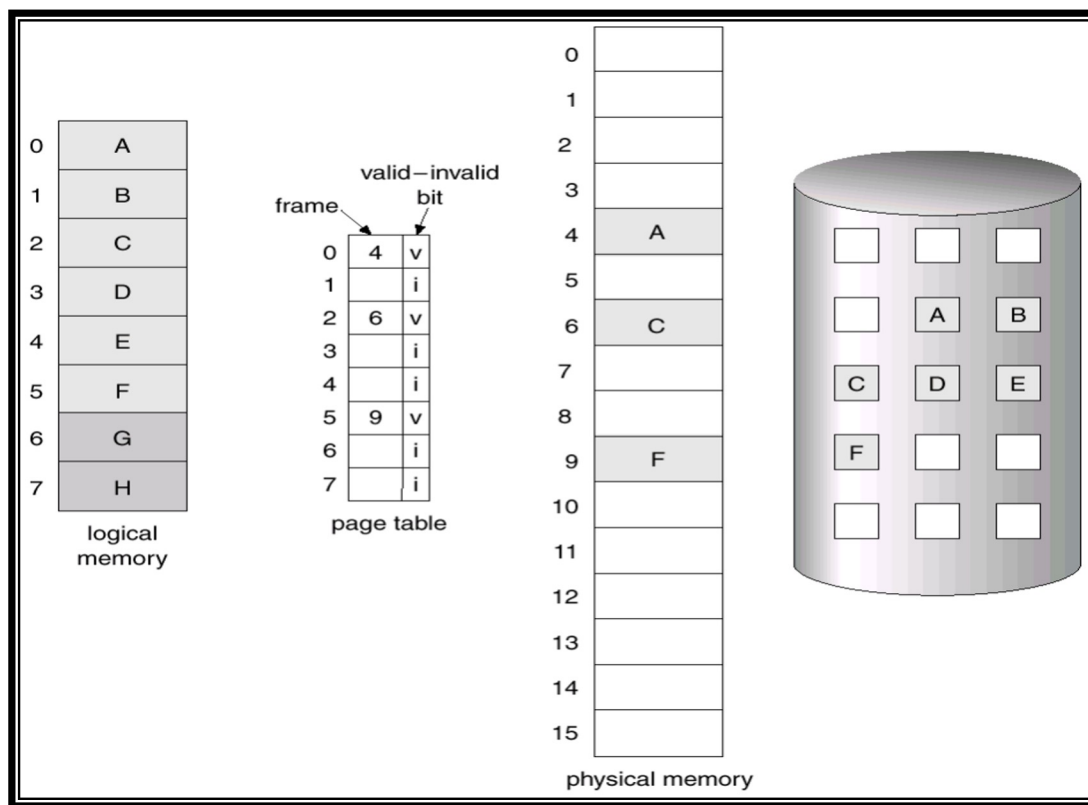 0 A
1 B
2 C
3 D
4 E
5 F
6 G
7 H
logical
memory
valid–invalid
bit
frame
0 4 v
1 i
2 6 v
3 i
4 i
5 9 v
6 i
7 i
page table
0
1
2
3
4 A
5
6 C
7
8
9 F
10
11
12
13
14
15
physical memory
A B
C D E
F